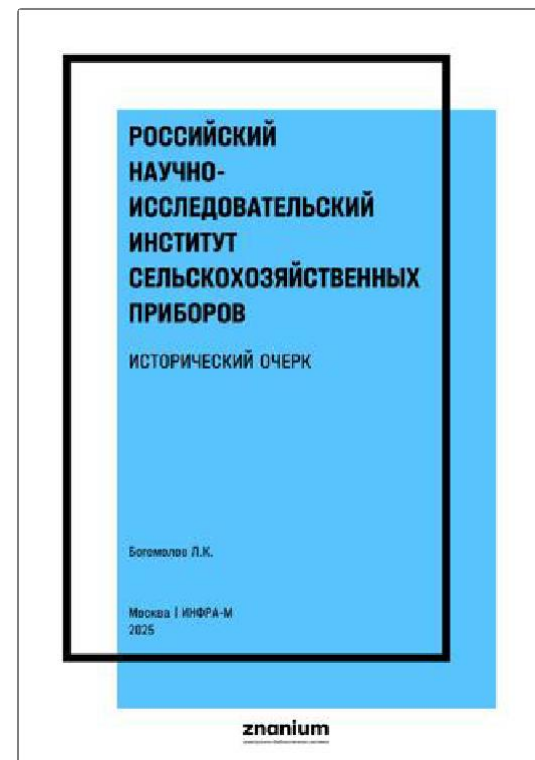 РОССИЙСКИЙ
НАУЧНО-
ИССЛЕДОВАТЕЛЬСКИЙ
ИНСТИТУТ
СЕЛЬСКОХОЗЯЙСТВЕННЫХ
ПРИБОРОВ
ИСТОРИЧЕСКИЙ ОЧЕРК
Богомолов Л.К.
Москва | ИНФРА-М
2025
znanium